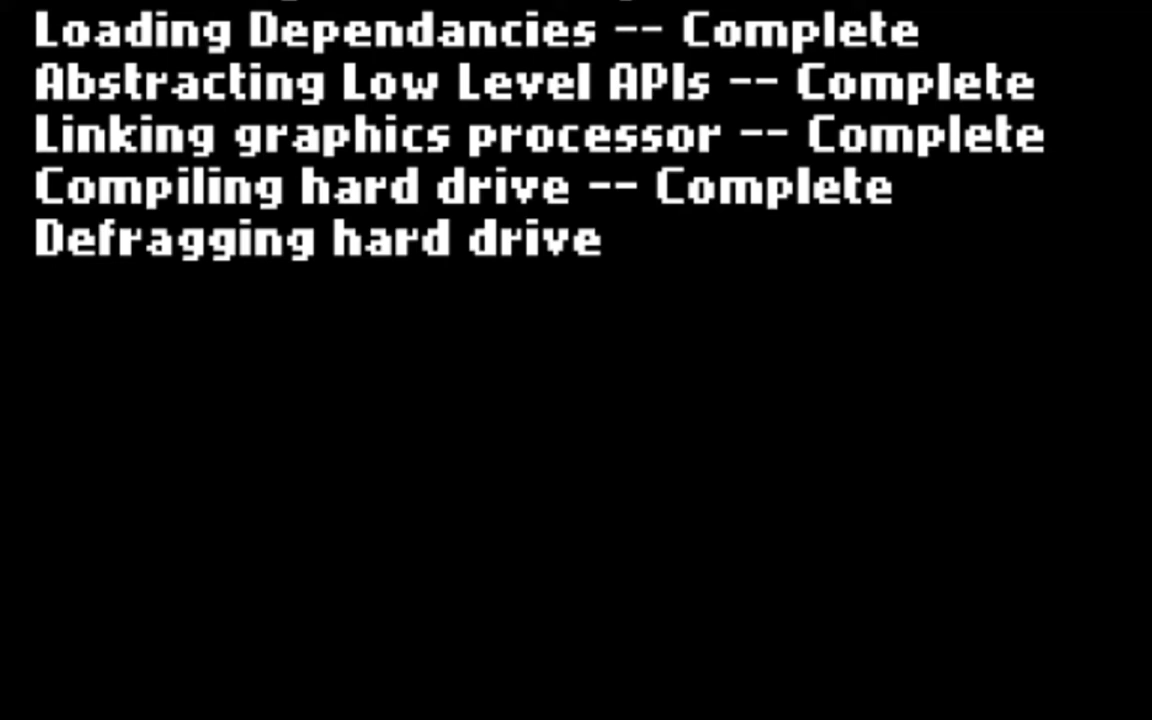 Loading Dependancies -- Complete
Abstracting Low Level APIs -- Complete
Linking graphics processor -- Complete
Compiling hard drive -- Complete
Defragging hard drive